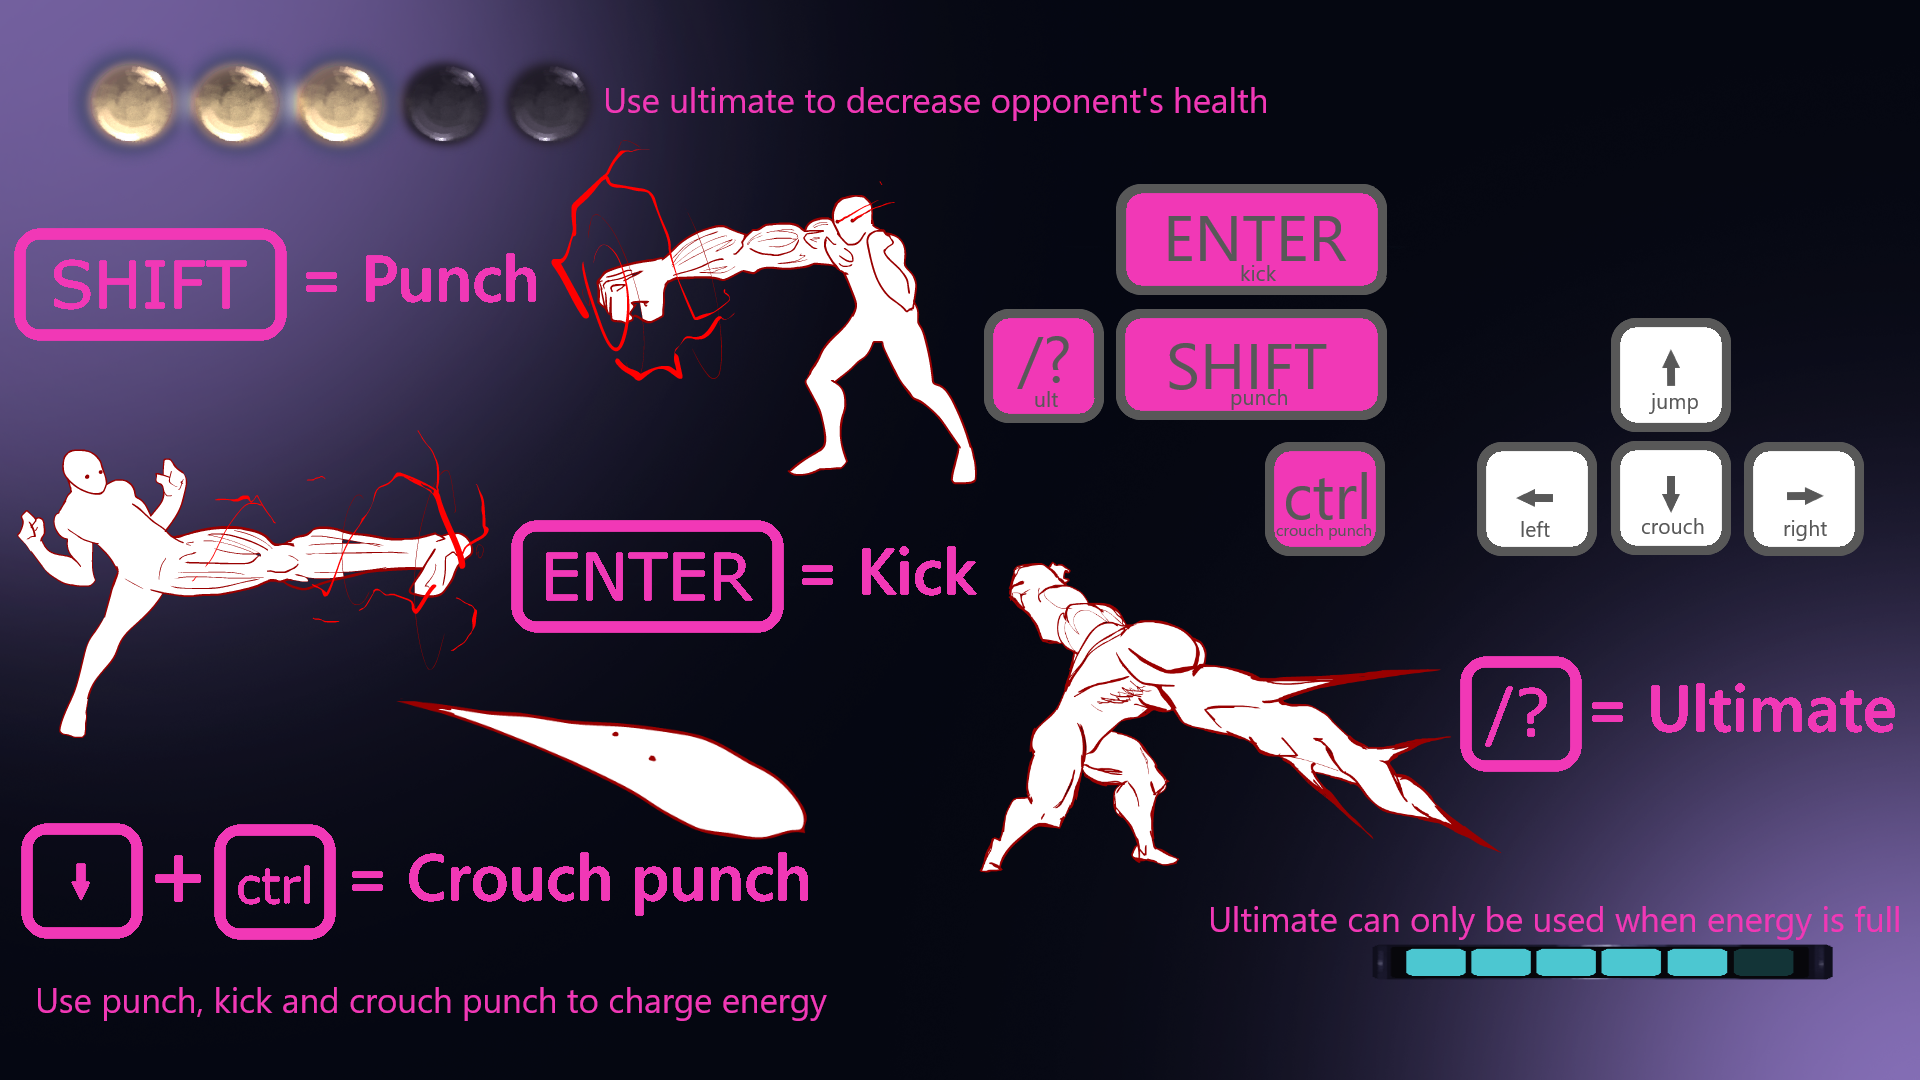 Use ultimate to decrease opponent's health
SHIFT = Punch
ENTER
kick
/?
ult
SHIFT
punch
ctrl
crouch punch
↑
jump
←
left
↓
crouch
→
right
ENTER = Kick
/? = Ultimate
↓ + ctrl = Crouch punch
Ultimate can only be used when energy is full
Use punch, kick and crouch punch to charge energy